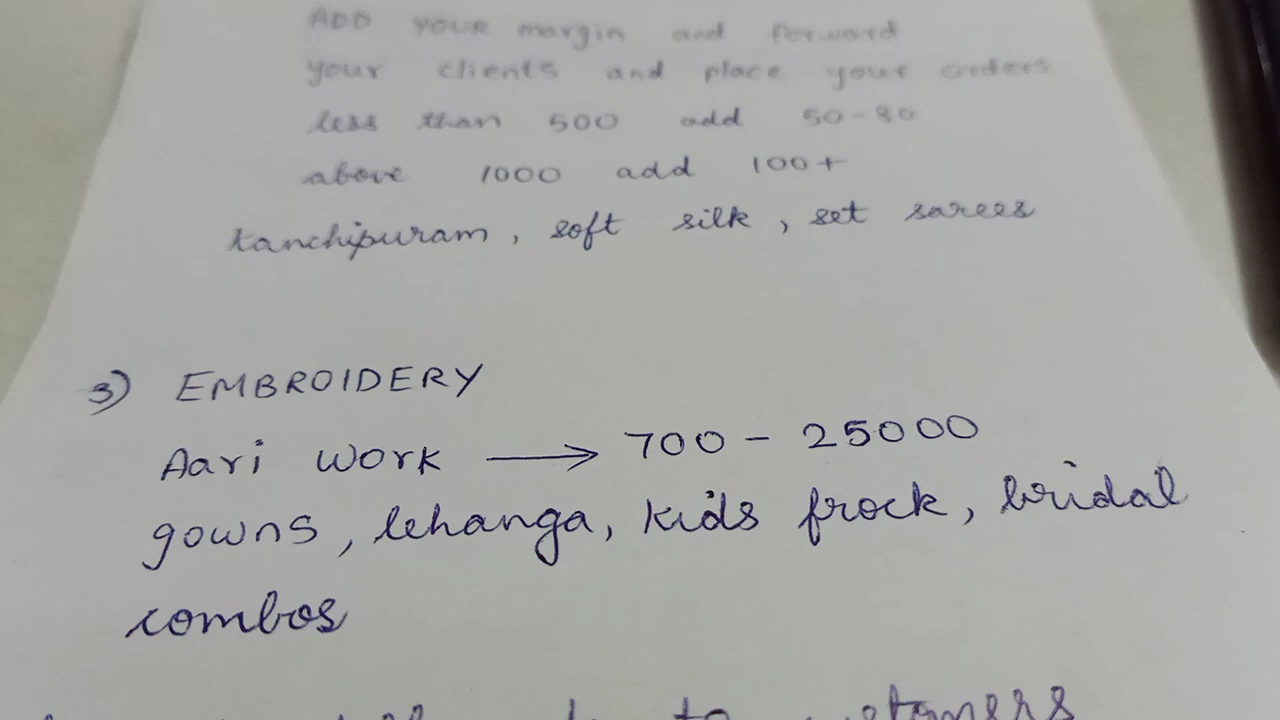 ADD YOUR margin and forward
your clients and place your orders
less than 500 add 50-80
above 1000 add 100+
kanchipuram, soft silk, set sarees
3) EMBROIDERY
Aari work → 700 - 25000
gowns, lehanga, kids frock, bridal
combos
to customers